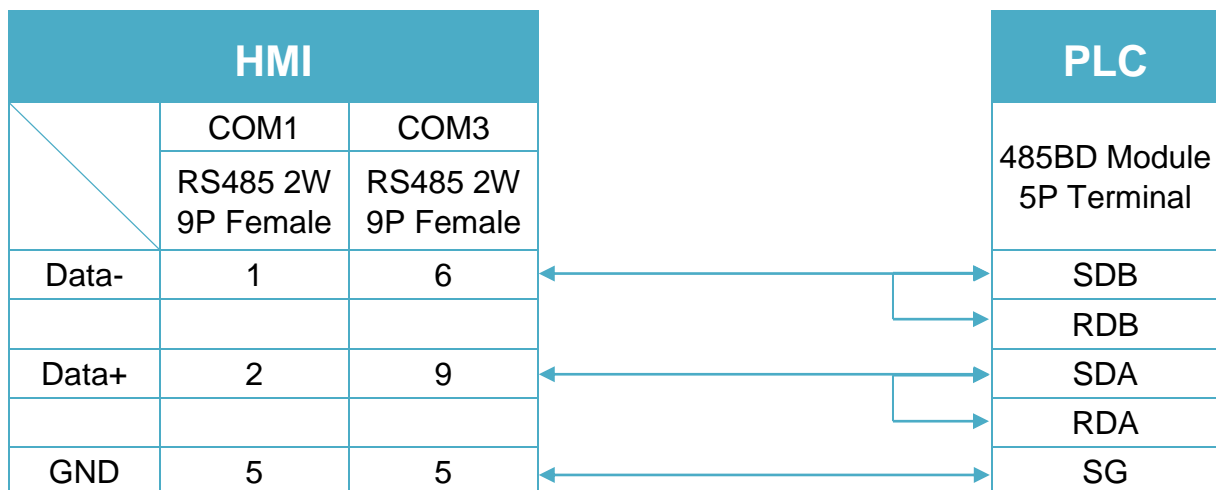 HMI
PLC
COM1 COM3
RS485 2W RS485 2W
9P Female 9P Female
485BD Module
5P Terminal
Data- 1 6 SDB
RDB
Data+ 2 9 SDA
RDA
GND 5 5 SG